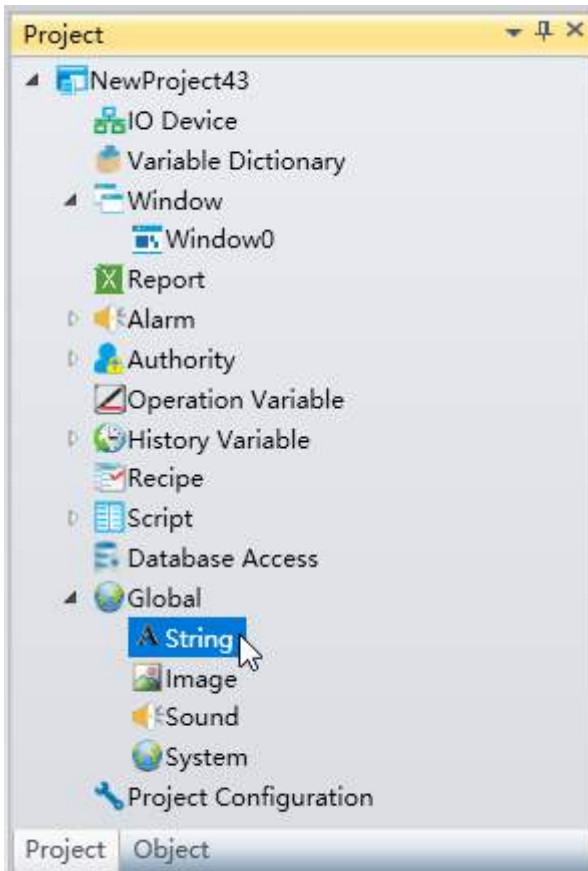 Project
NewProject43
IO Device
Variable Dictionary
Window
Window0
Report
Alarm
Authority
Operation Variable
History Variable
Recipe
Script
Database Access
Global
String
Image
Sound
System
Project Configuration
Project Object